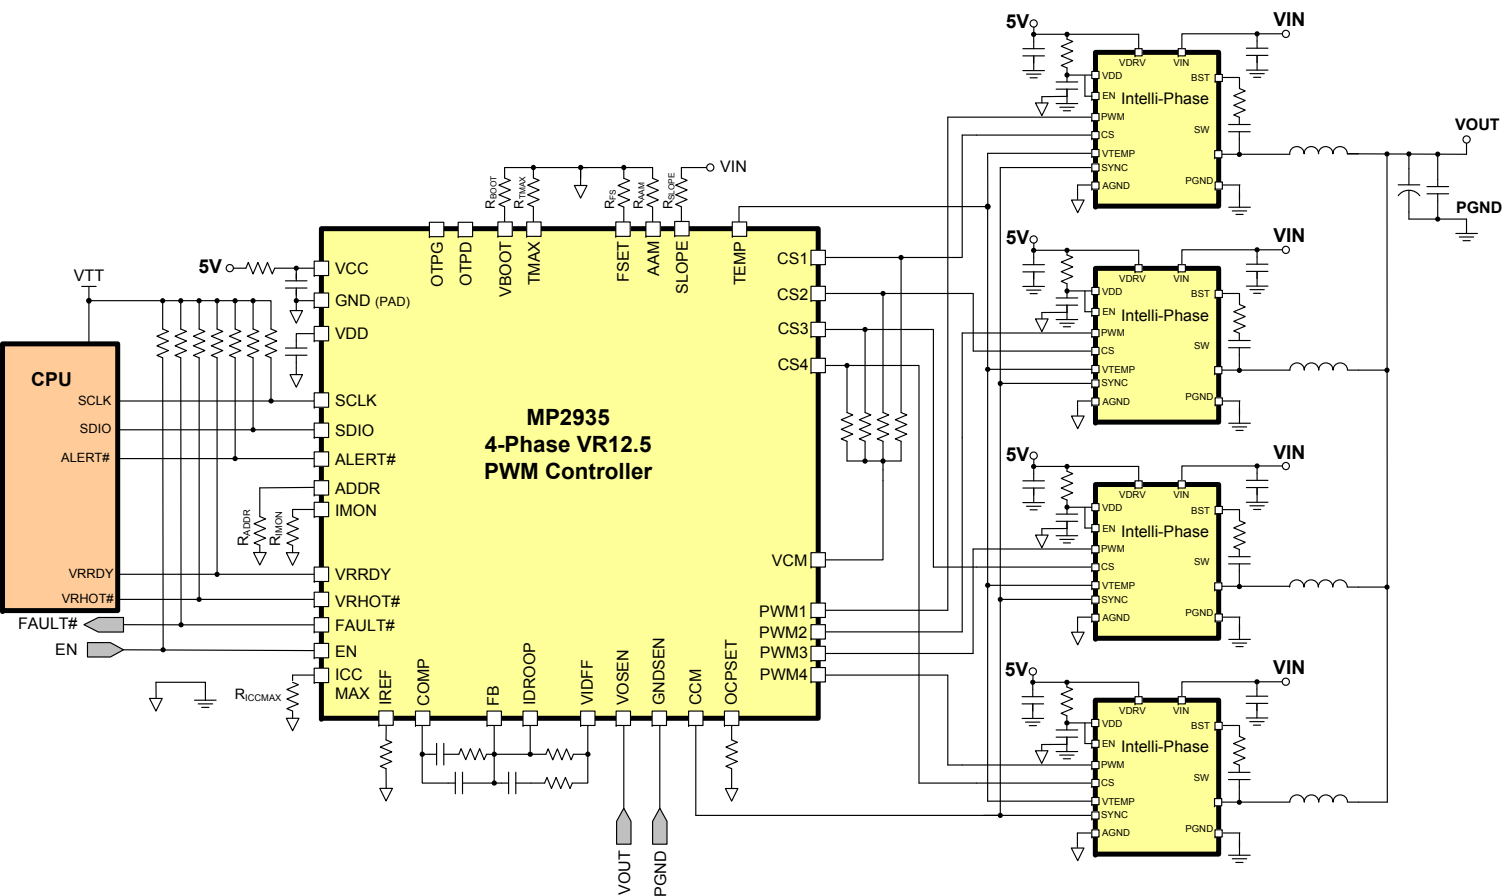 5V
VIN
VDRV
VIN
VDD
BST
EN
Intelli-Phase
PWM
CS
SW
VTEMP
SYNC
AGND
PGND
VOUT
PGND
5V
VIN
VDRV
VIN
VDD
BST
EN
Intelli-Phase
PWM
CS
SW
VTEMP
SYNC
AGND
PGND
5V
VIN
VDRV
VIN
VDD
BST
EN
Intelli-Phase
PWM
CS
SW
VTEMP
SYNC
AGND
PGND
5V
VIN
VDRV
VIN
VDD
BST
EN
Intelli-Phase
PWM
CS
SW
VTEMP
SYNC
AGND
PGND
RBOOT
RTMAX
RFS
RAAM
RSLOPE
VIN
OTPG
OTPD
VBOOT
TMAX
FSET
AAM
SLOPE
TEMP
5V
VCC
GND (PAD)
VDD
SCLK
SDIO
ALERT#
ADDR
IMON
VRRDY
VRHOT#
FAULT#
EN
ICC
MAX
CS1
CS2
CS3
CS4
VCM
PWM1
PWM2
PWM3
PWM4
MP2935
4-Phase VR12.5
PWM Controller
VTT
CPU
SCLK
SDIO
ALERT#
VRRDY
VRHOT#
FAULT#
EN
RADDR
RIMON
RICCMAX
IREF
COMP
FB
IDROOP
VIDFF
VOSEN
GNDSEN
CCM
OCPSET
VOUT
PGND